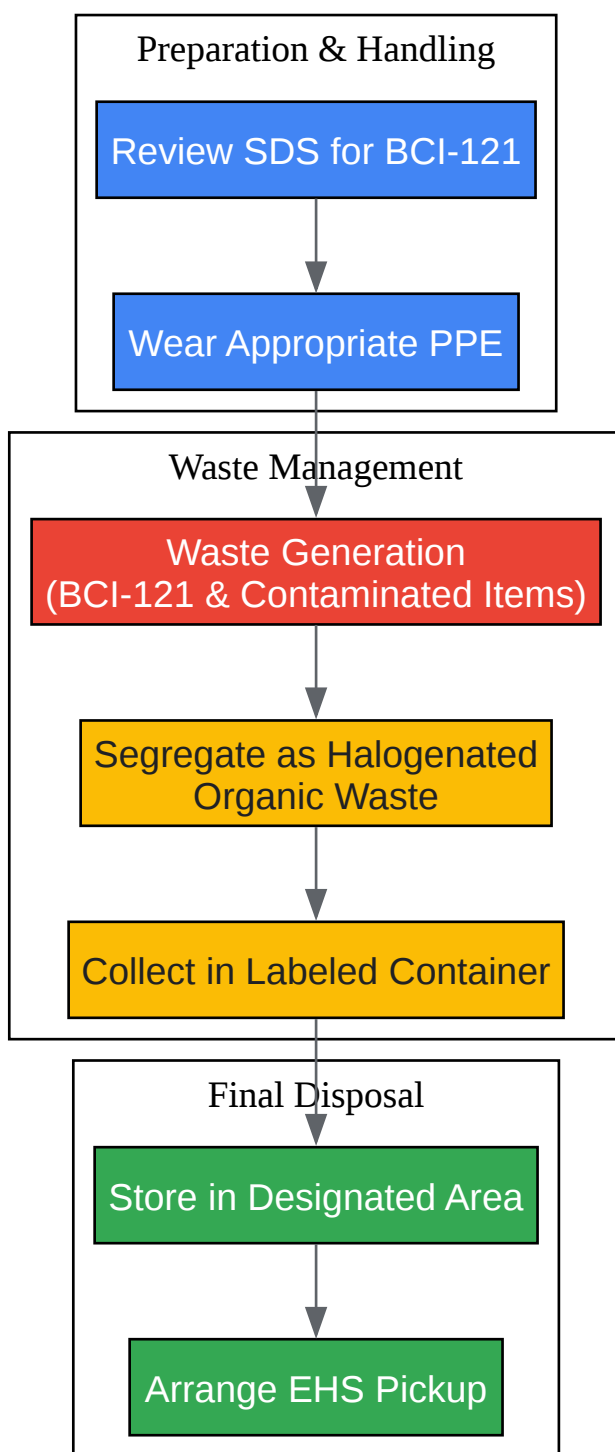 Preparation & Handling
Review SDS for BCI-121
Wear Appropriate PPE
Waste Management
Waste Generation
(BCI-121 & Contaminated Items)
Segregate as Halogenated
Organic Waste
Collect in Labeled Container
Final Disposal
Store in Designated Area
Arrange EHS Pickup